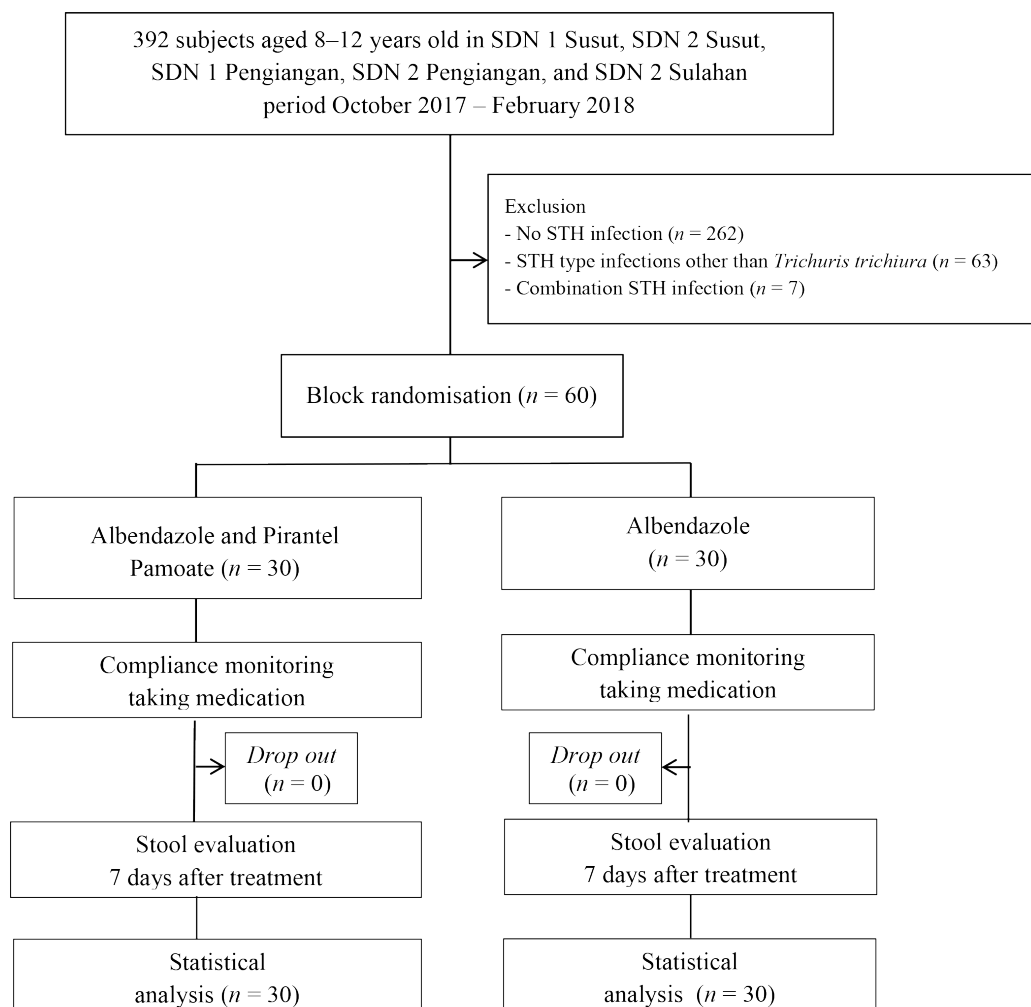 392 subjects aged 8–12 years old in SDN 1 Susut, SDN 2 Susut,
SDN 1 Pengiangan, SDN 2 Pengiangan, and SDN 2 Sulahan
period October 2017 – February 2018
Exclusion
- No STH infection (n = 262)
- STH type infections other than Trichuris trichiura (n = 63)
- Combination STH infection (n = 7)
Block randomisation (n = 60)
Albendazole and Pirantel
Pamoate (n = 30)
Albendazole
(n = 30)
Compliance monitoring
taking medication
Compliance monitoring
taking medication
Drop out
(n = 0)
Drop out
(n = 0)
Stool evaluation
7 days after treatment
Stool evaluation
7 days after treatment
Statistical
analysis (n = 30)
Statistical
analysis (n = 30)